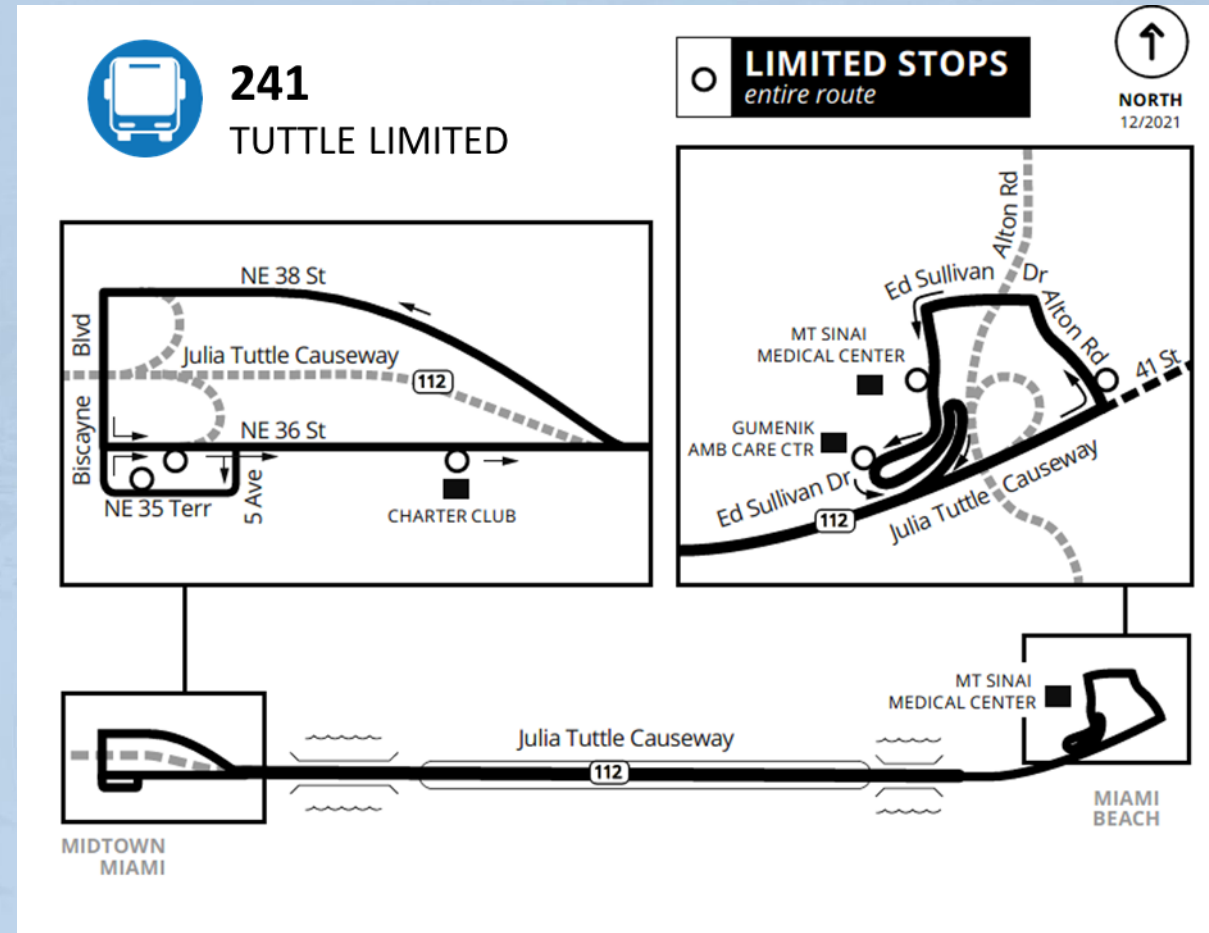 241
TUTTLE LIMITED
LIMITED STOPS
entire route
NORTH
12/2021
NE 38 St
Julia Tuttle Causeway
112
Biscayne Blvd
NE 36 St
NE 35 Terr
5 Ave
CHARTER CLUB
Alton Rd
Ed Sullivan Dr
Alton Rd
MT SINAI
MEDICAL CENTER
41 St
GUMENIK
AMB CARE CTR
Ed Sullivan Dr
112
Julia Tuttle Causeway
MT SINAI
MEDICAL CENTER
Julia Tuttle Causeway
112
MIDTOWN
MIAMI
MIAMI
BEACH